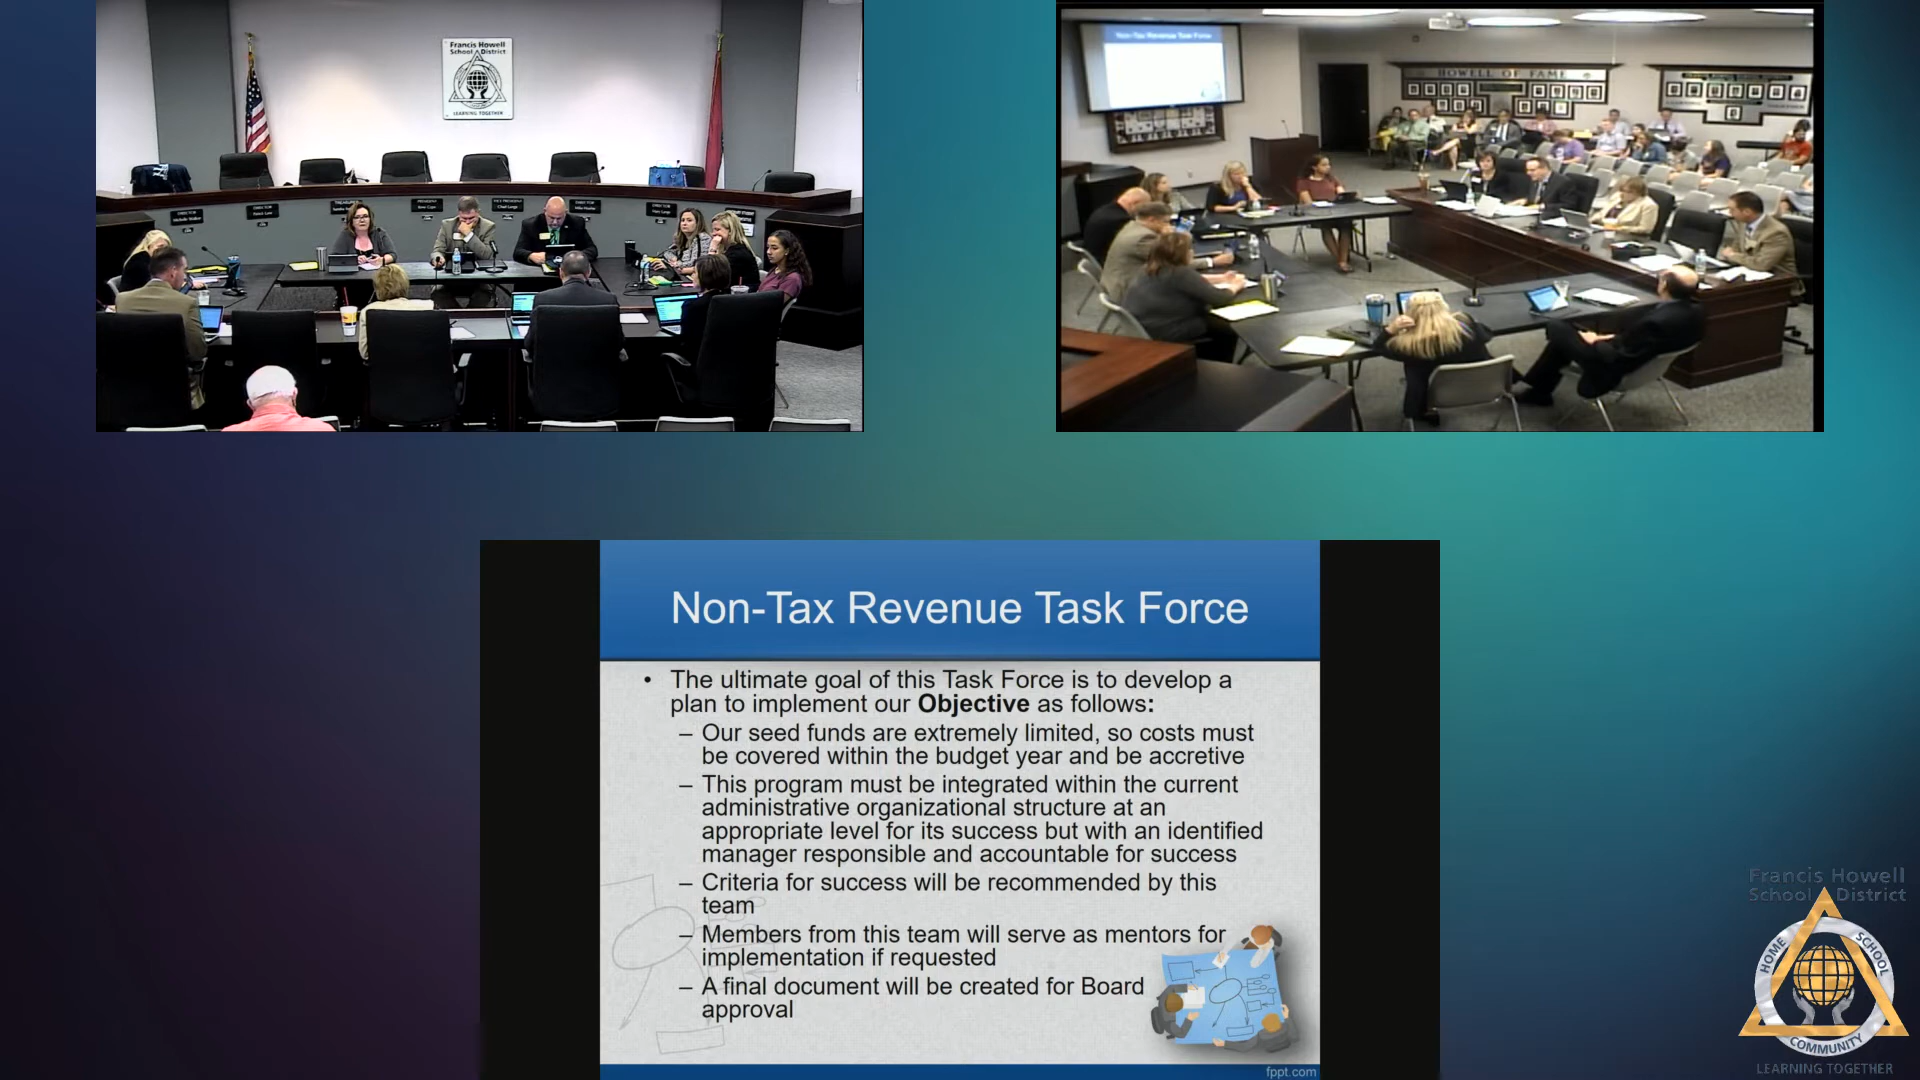 Francis Howell
School District
LEARNING TOGETHER
Non-Tax Revenue Task Force
HOWELL OF FAME
Non-Tax Revenue Task Force
• The ultimate goal of this Task Force is to develop a
plan to implement our Objective as follows:
– Our seed funds are extremely limited, so costs must
be covered within the budget year and be accretive
– This program must be integrated within the current
administrative organizational structure at an
appropriate level for its success but with an identified
manager responsible and accountable for success
– Criteria for success will be recommended by this
team
– Members from this team will serve as mentors for
implementation if requested
– A final document will be created for Board
approval
fppt.com
Francis Howell
School District
HOME
SCHOOL
COMMUNITY
LEARNING TOGETHER